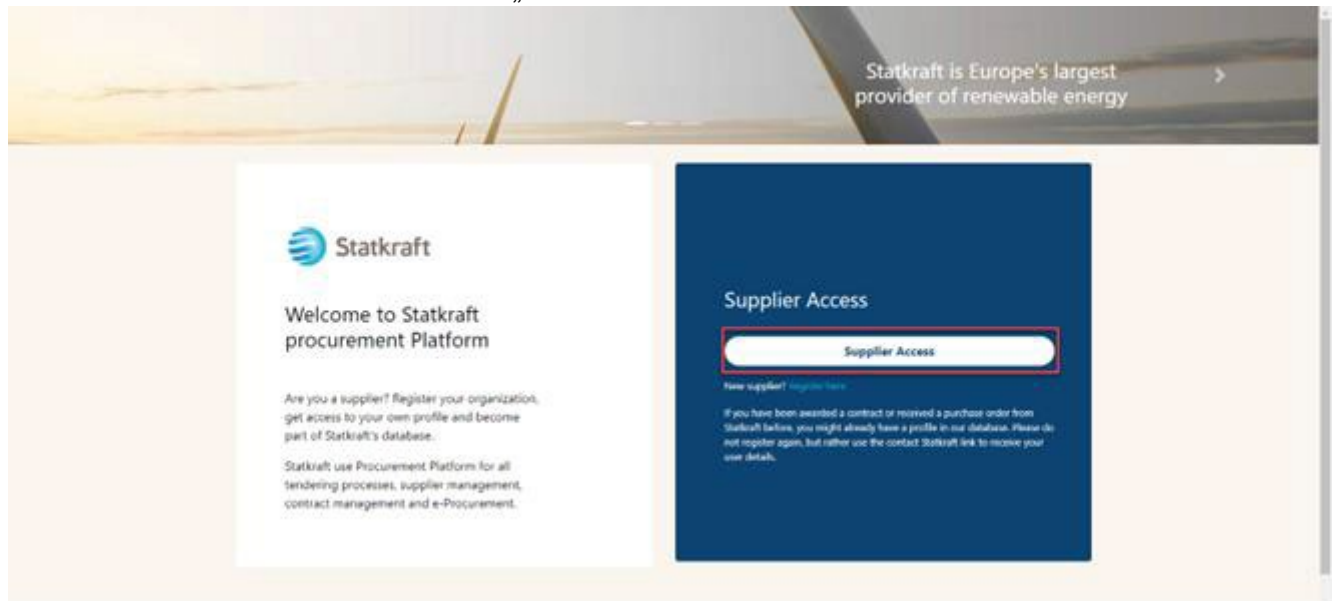 „
Statkraft is Europe's largest
provider of renewable energy
Statkraft
Welcome to Statkraft
procurement Platform
Are you a supplier? Register your organization,
get access to your own profile and become
part of Statkraft's database.
Statkraft use Procurement Platform for all
tendering processes, supplier management,
contract management and e-Procurement.
Supplier Access
Supplier Access
New supplier? Register here
If you have been awarded a contract or received a purchase order from
Statkraft before, you might already have a profile in our database. Please do
not register again, but rather use the contact Statkraft link to receive your
user details.